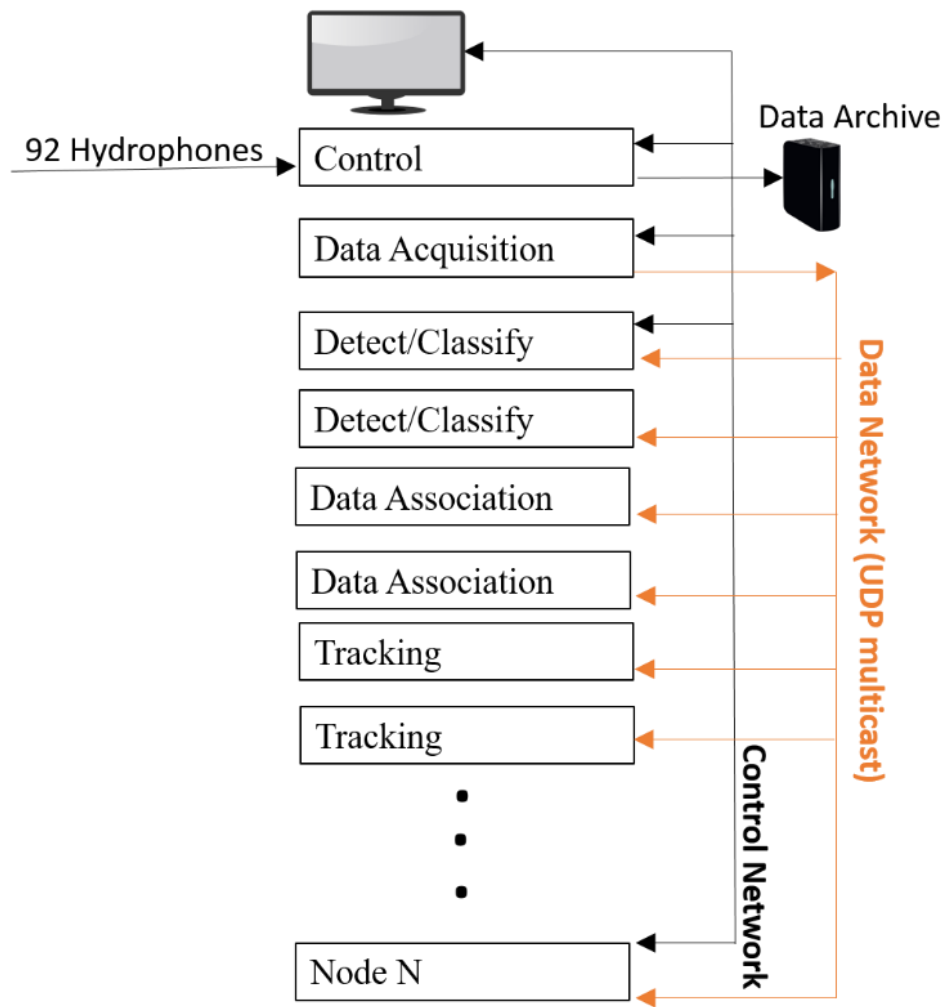 Data Archive
92 Hydrophones
Control
Data Acquisition
Detect/Classify
Detect/Classify
Data Association
Data Association
Tracking
Tracking
Node N
Control Network
Data Network (UDP multicast)